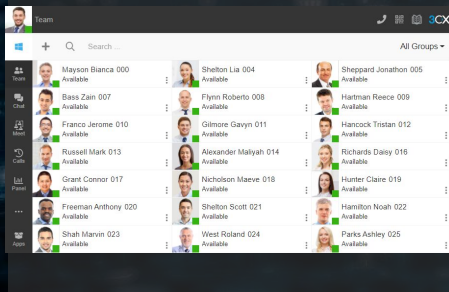 Team
3CX
Search ...
All Groups
Team
Chat
Meet
Calls
Panel
Apps
Mayson Bianca 000
Available
Shelton Lia 004
Available
Sheppard Jonathon 005
Available
Bass Zain 007
Available
Flynn Roberto 008
Available
Hartman Reece 009
Available
Franco Jerome 010
Available
Gilmore Gavyn 011
Available
Hancock Tristan 012
Available
Russell Mark 013
Available
Alexander Maliyah 014
Available
Richards Daisy 016
Available
Grant Connor 017
Available
Nicholson Maeve 018
Available
Hunter Claire 019
Available
Freeman Anthony 020
Available
Shelton Scott 021
Available
Hamilton Noah 022
Available
Shah Marvin 023
Available
West Roland 024
Available
Parks Ashley 025
Available